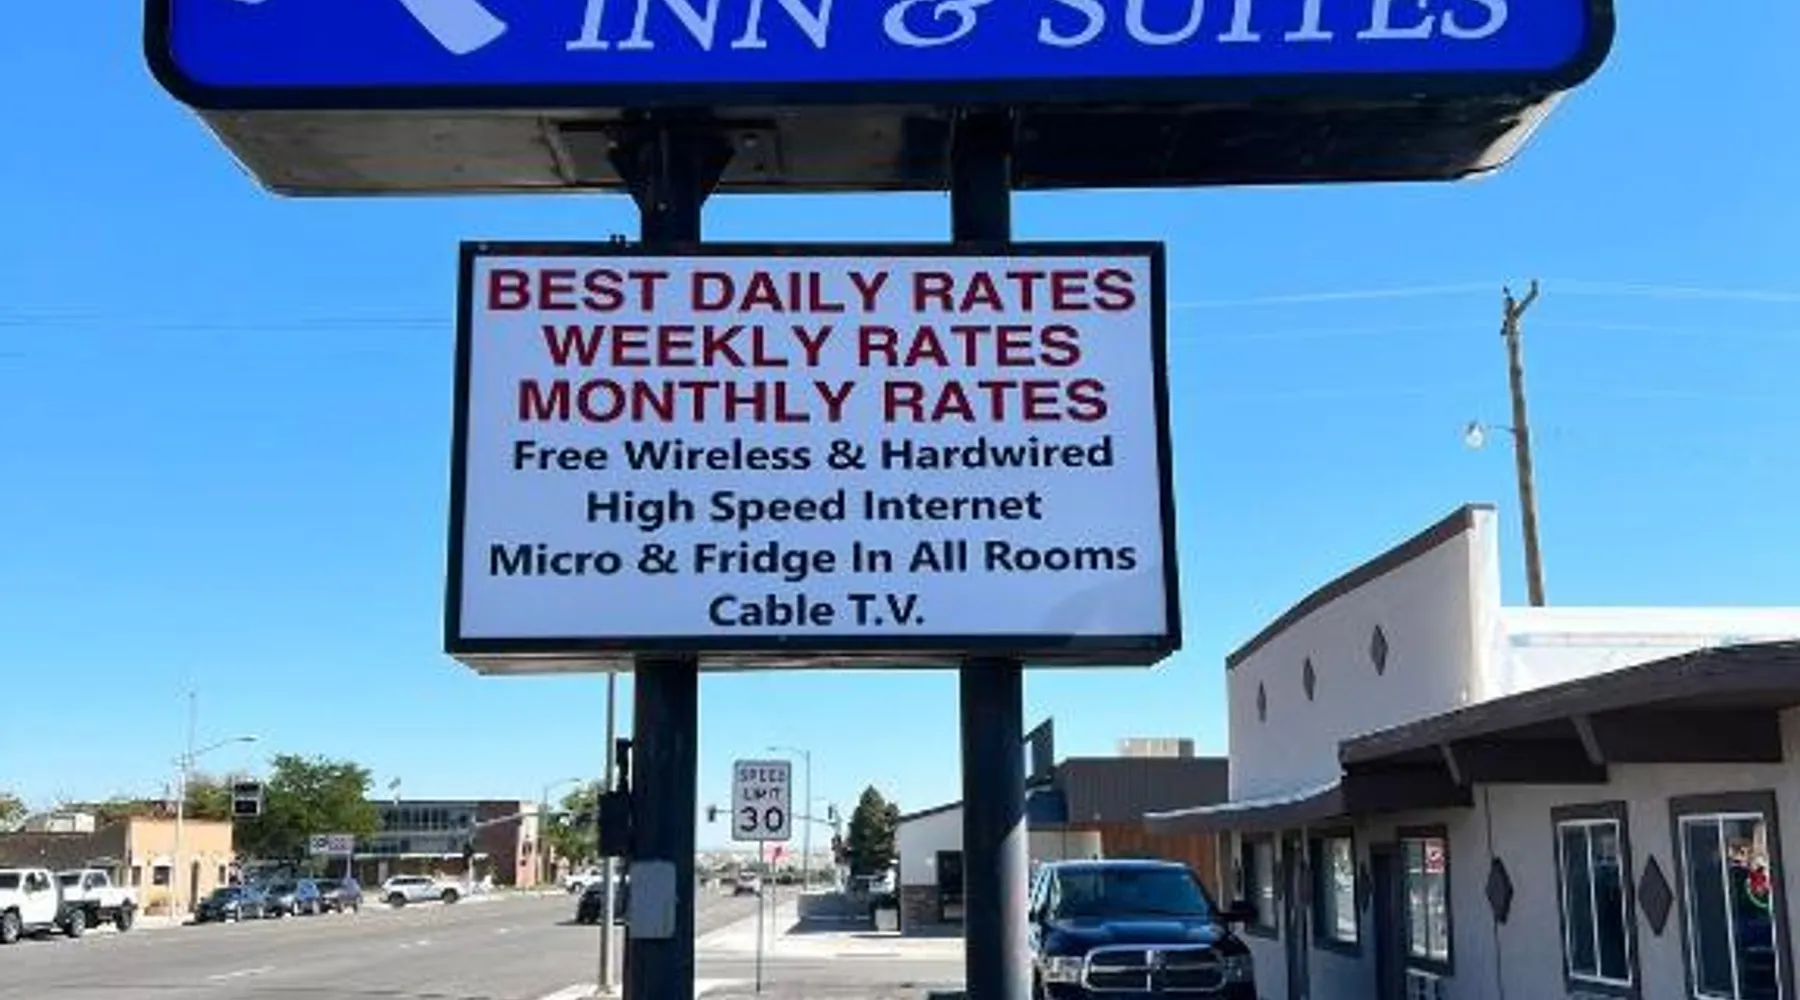 INN & SUITES
BEST DAILY RATES
WEEKLY RATES
MONTHLY RATES
Free Wireless & Hardwired
High Speed Internet
Micro & Fridge In All Rooms
Cable T.V.
SPEED
LIMIT
30